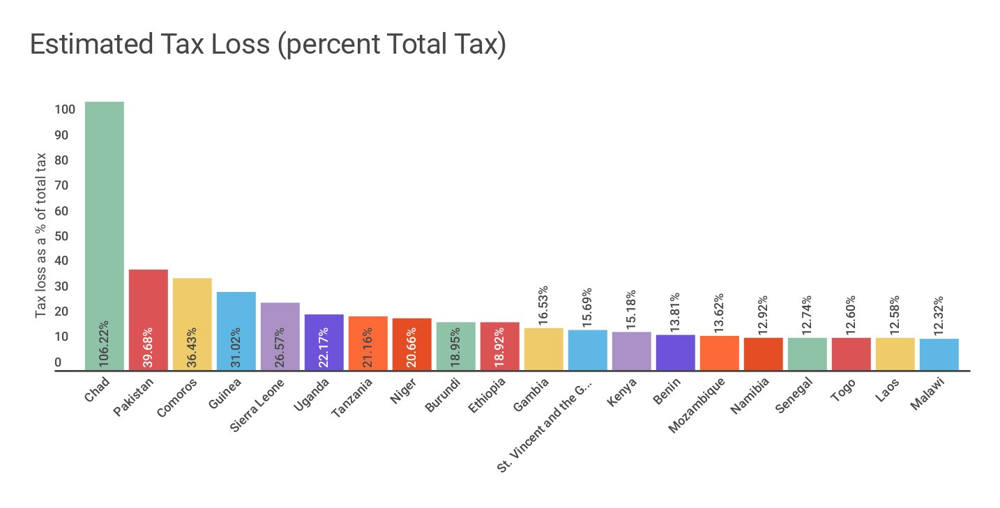 Estimated Tax Loss (percent Total Tax)
Tax loss as a % of total tax
100
90
80
70
60
50
40
30
20
10
0
106.22%
39.68%
36.43%
31.02%
26.57%
22.17%
21.16%
20.66%
18.95%
18.92%
16.53%
15.69%
15.18%
13.81%
13.62%
12.92%
12.74%
12.60%
12.58%
12.32%
Chad
Pakistan
Comoros
Guinea
Sierra Leone
Uganda
Tanzania
Niger
Burundi
Ethiopia
Gambia
St. Vincent and the G...
Kenya
Benin
Mozambique
Namibia
Senegal
Togo
Laos
Malawi